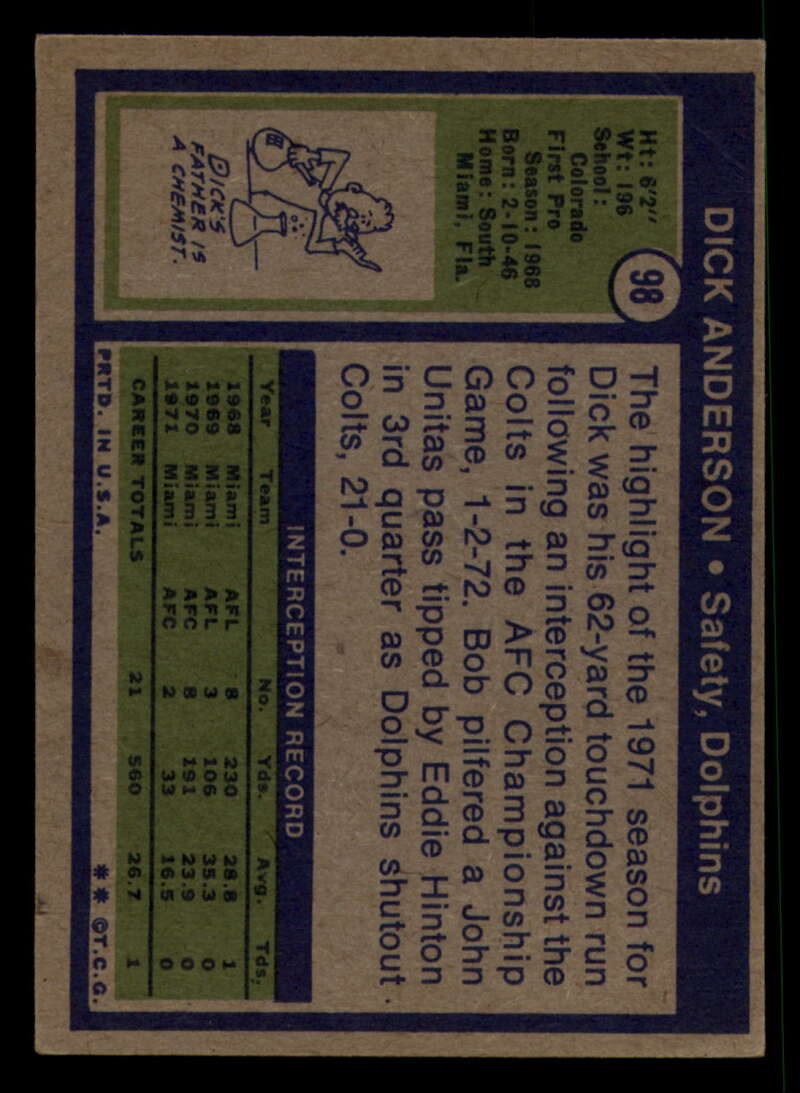 DICK ANDERSON • Safety, Dolphins
Ht: 6'2"
Wt: 196
School:
Colorado
First Pro
Season: 1968
Born: 2-10-46
Home: South
Miami, Fla.
98
DICK'S
FATHER IS
A CHEMIST.
The highlight of the 1971 season for
Dick was his 62-yard touchdown run
following an interception against the
Colts in the AFC Championship
Game, 1-2-72. Bob pilfered a John
Unitas pass tipped by Eddie Hinton
in 3rd quarter as Dolphins shutout
Colts, 21-0.
INTERCEPTION RECORD
Year Team No. Yds. Avg. Tds.
1968 Miami AFL 8 230 28.8 1
1969 Miami AFL 3 106 35.3 0
1970 Miami AFC 8 191 23.9 0
1971 Miami AFC 2 33 16.5 0
CAREER TOTALS 21 560 26.7 1
PRTD. IN U.S.A. ** ©T.C.G.